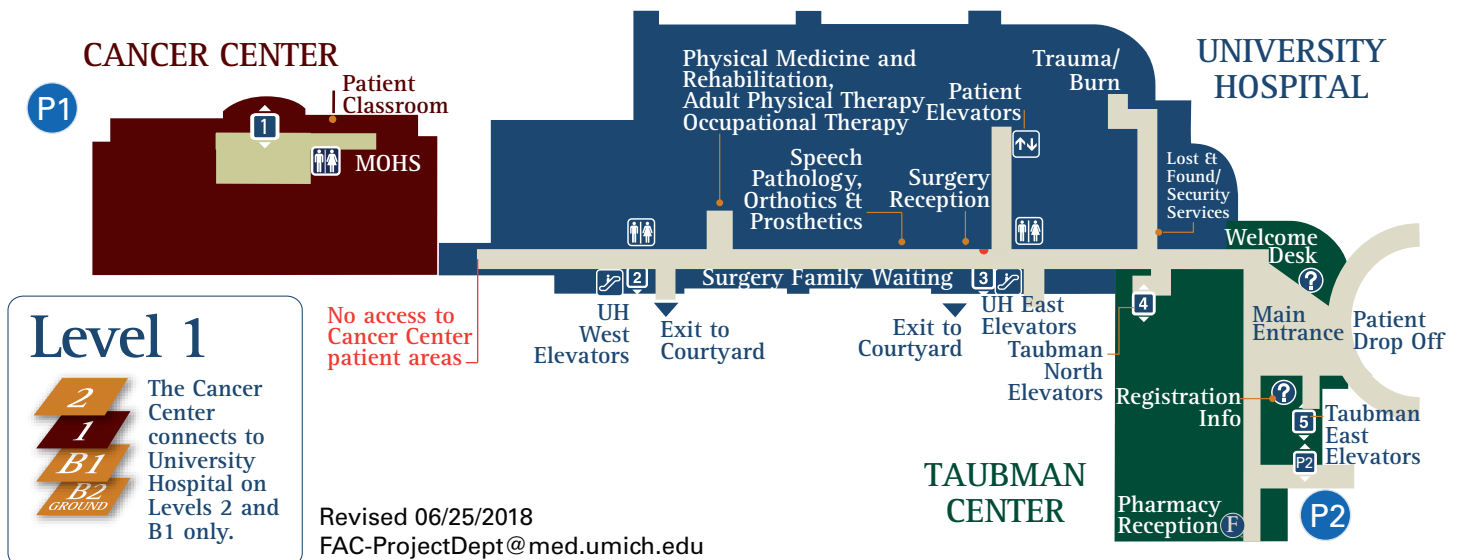 CANCER CENTER
P1
Patient
Classroom
1
MOHS
Physical Medicine and
Rehabilitation,
Adult Physical Therapy
Occupational Therapy
Speech
Pathology,
Orthotics &
Prosthetics
Surgery
Reception
Patient
Elevators
Trauma/
Burn
UNIVERSITY
HOSPITAL
Lost &
Found/
Security
Services
Welcome
Desk
?
Surgery Family Waiting
2
3
4
UH
West
Elevators
Exit to
Courtyard
Exit to
Courtyard
UH East
Elevators
Taubman
North
Elevators
Main
Entrance
Patient
Drop Off
No access to
Cancer Center
patient areas
Registration
Info
?
5
Taubman
East
Elevators
P2
P2
TAUBMAN
CENTER
Pharmacy
Reception
F
Level 1
2
1
B1
B2
GROUND
The Cancer
Center
connects to
University
Hospital on
Levels 2 and
B1 only.
Revised 06/25/2018
FAC-ProjectDept@med.umich.edu